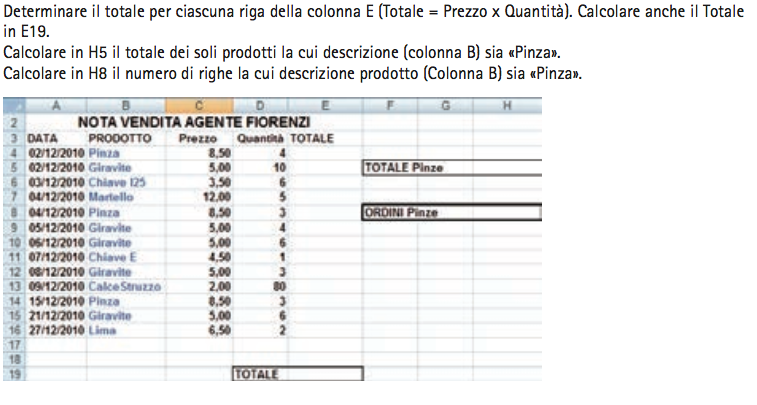 Determinare il totale per ciascuna riga della colonna E (Totale = Prezzo x Quantità). Calcolare anche il Totale
in E19.
Calcolare in H5 il totale dei soli prodotti la cui descrizione (colonna B) sia «Pinza».
Calcolare in H8 il numero di righe la cui descrizione prodotto (Colonna B) sia «Pinza».
A B C D E F G H
2 NOTA VENDITA AGENTE FIORENZI
3 DATA PRODOTTO Prezzo Quantità TOTALE
4 02/12/2010 Pinza 8,50 4
5 02/12/2010 Giravite 5,00 10 TOTALE Pinze
6 03/12/2010 Chiave 125 3,50 6
7 04/12/2010 Martello 12,00 5
8 04/12/2010 Pinza 8,50 3 ORDINI Pinze
9 05/12/2010 Giravite 5,00 4
10 06/12/2010 Giravite 5,00 6
11 07/12/2010 Chiave E 4,50 1
12 08/12/2010 Giravite 5,00 3
13 09/12/2010 Calce Struzzo 2,00 80
14 15/12/2010 Pinza 8,50 3
15 21/12/2010 Giravite 5,00 6
16 27/12/2010 Lima 6,50 2
17
18
19 TOTALE